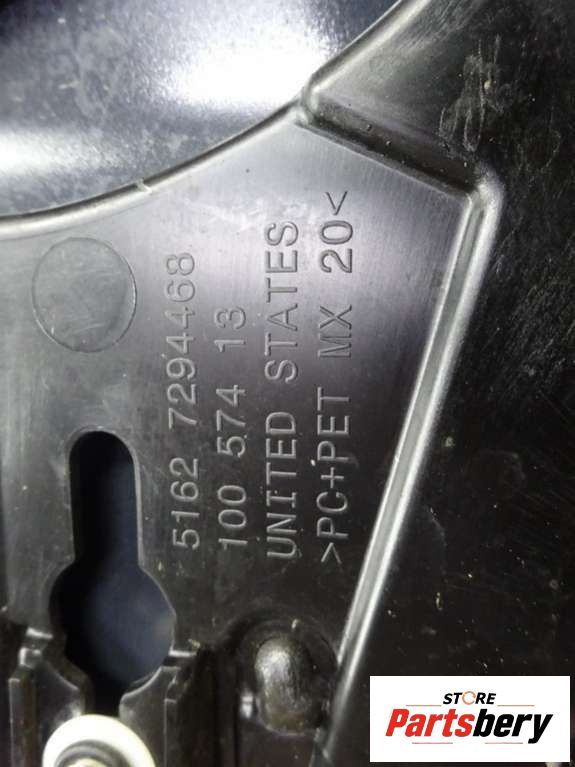 5162 7294468
100 574 13
UNITED STATES
>PC+PET MX 20<
STORE
Partsbery